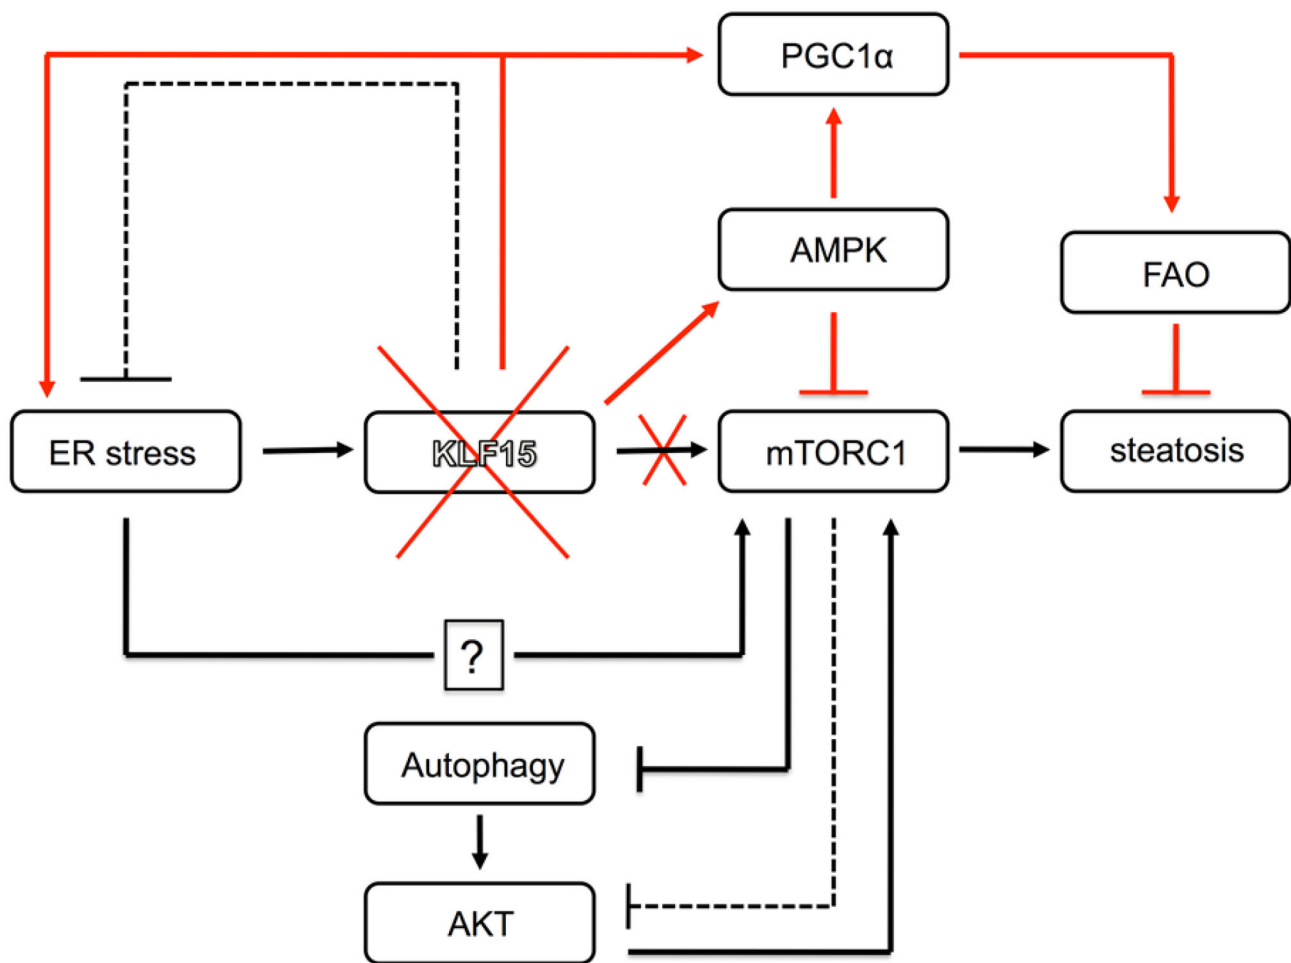 PGC1α
AMPK
FAO
ER stress
KLF15
mTORC1
steatosis
?
Autophagy
AKT